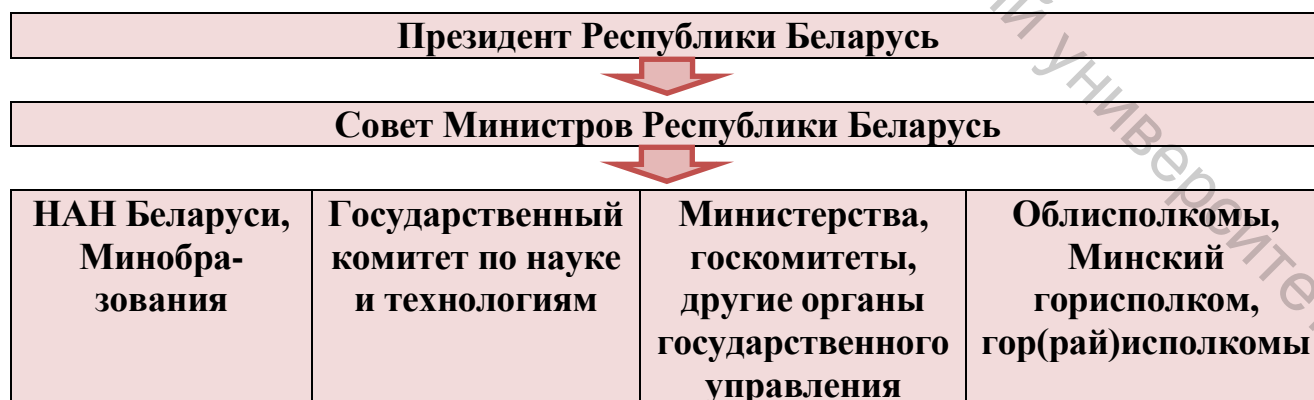 Президент Республики Беларусь
Совет Министров Республики Беларусь
НАН Беларуси,
Минобра-
зования
Государственный
комитет по науке
и технологиям
Министерства,
госкомитеты,
другие органы
государственного
управления
Облисполкомы,
Минский
горисполком,
гор(рай)исполкомы